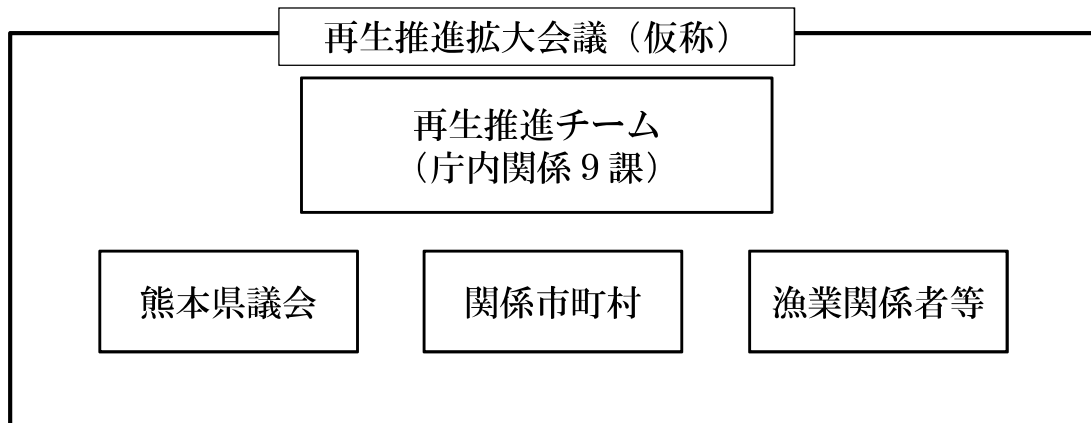 再生推進拡大会議（仮称）
再生推進チーム
（庁内関係９課）
熊本県議会
関係市町村
漁業関係者等